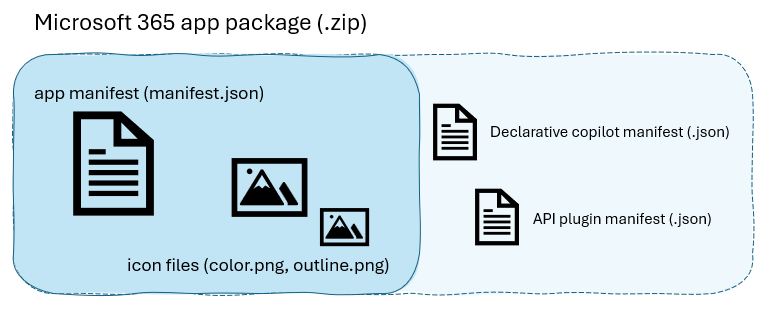 Microsoft 365 app package (.zip)
app manifest (manifest.json)
Declarative copilot manifest (.json)
API plugin manifest (.json)
icon files (color.png, outline.png)